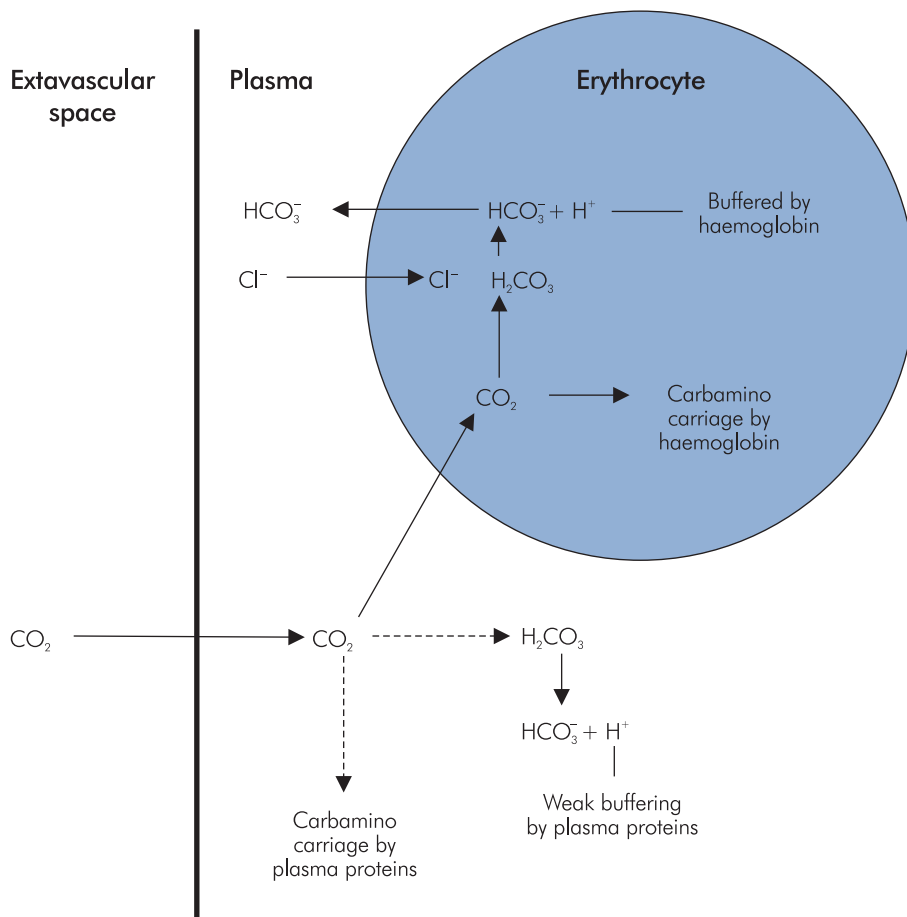 Extavascular
space
Plasma
Erythrocyte
HCO₃⁻
HCO₃⁻ + H⁺
Buffered by
haemoglobin
Cl⁻
Cl⁻
H₂CO₃
CO₂
Carbamino
carriage by
haemoglobin
CO₂
CO₂
H₂CO₃
HCO₃⁻ + H⁺
Weak buffering
by plasma proteins
Carbamino
carriage by
plasma proteins